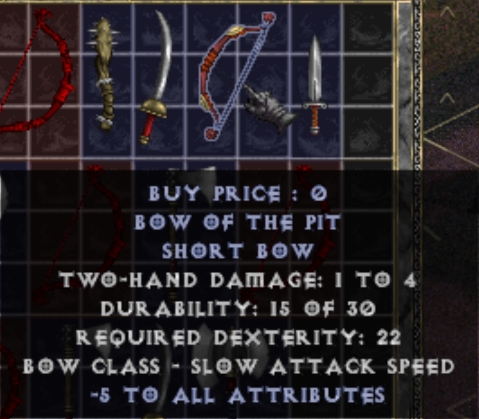 BUY PRICE : 0
BOW OF THE PIT
SHORT BOW
TWO-HAND DAMAGE: 1 TO 4
DURABILITY: 15 OF 30
REQUIRED DEXTERITY: 22
BOW CLASS - SLOW ATTACK SPEED
-5 TO ALL ATTRIBUTES